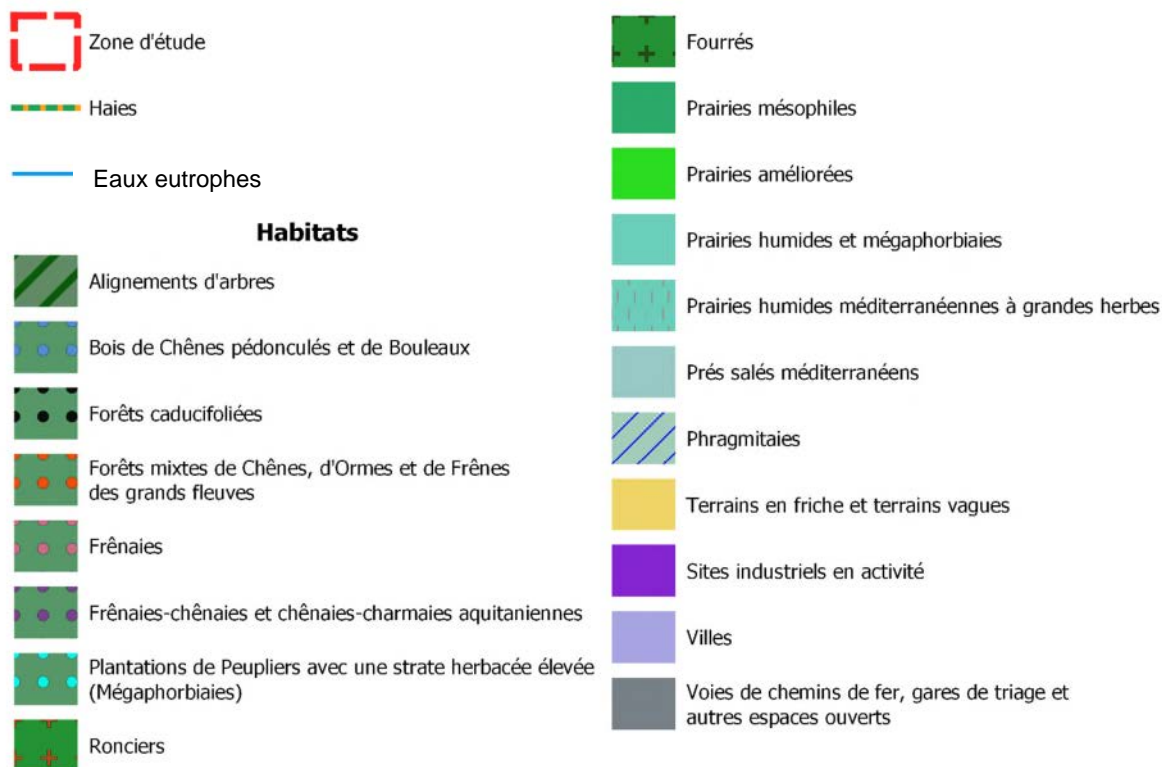 Zone d'étude
Haies
Eaux eutrophes
Habitats
Alignements d'arbres
Bois de Chênes pédonculés et de Bouleaux
Forêts caducifoliées
Forêts mixtes de Chênes, d'Ormes et de Frênes
des grands fleuves
Frênaies
Frênaies-chênaies et chênaies-charmaies aquitaniennes
Plantations de Peupliers avec une strate herbacée élevée
(Mégaphorbiaies)
Ronciers
Fourrés
Prairies mésophiles
Prairies améliorées
Prairies humides et mégaphorbiaies
Prairies humides méditerranéennes à grandes herbes
Prés salés méditerranéens
Phragmitaies
Terrains en friche et terrains vagues
Sites industriels en activité
Villes
Voies de chemins de fer, gares de triage et
autres espaces ouverts